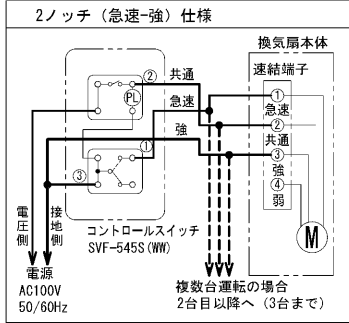 2ノッチ（急速-強）仕様
換気扇本体
速結端子
② 共通
PL
急速
強
①
③
①
急速
②
共通
③
強
④
弱
M
電圧側
接地側
コントロールスイッチ
SVF-545S(WW)
電源
AC100V
50/60Hz
複数台運転の場合
2台目以降へ（3台まで）